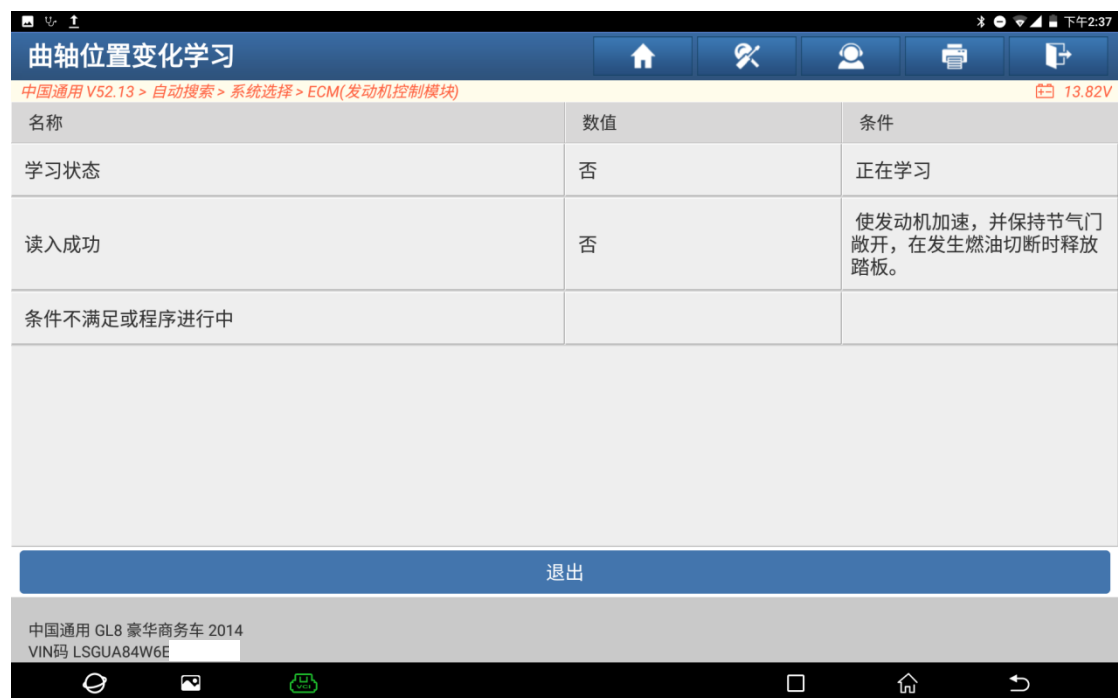 下午2:37
曲轴位置变化学习
中国通用 V52.13 > 自动搜索 > 系统选择 > ECM(发动机控制模块)
13.82V
名称 数值 条件
学习状态 否 正在学习
读入成功 否 使发动机加速，并保持节气门
敞开，在发生燃油切断时释放
踏板。
条件不满足或程序进行中
退出
中国通用 GL8 豪华商务车 2014
VIN码 LSGUA84W6E
VCI